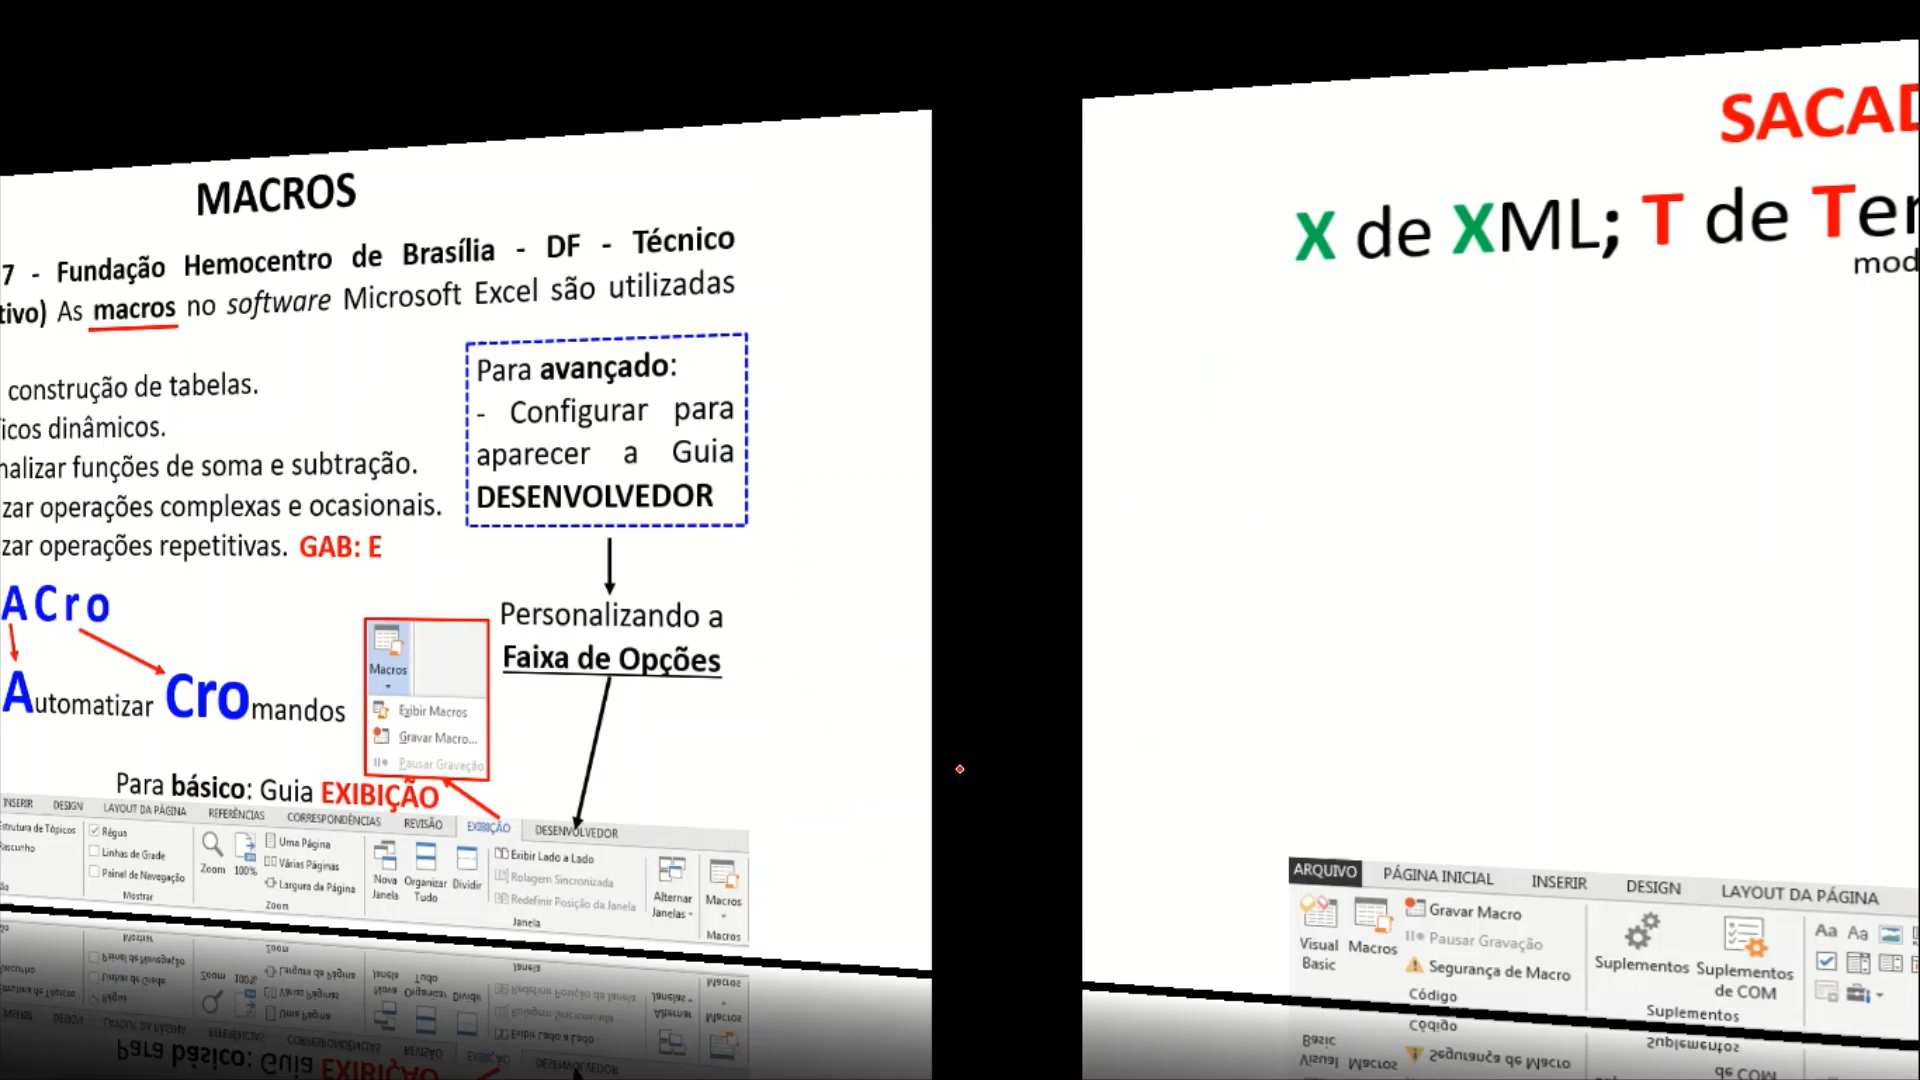 MACROS
7 - Fundação Hemocentro de Brasília - DF - Técnico
tivo) As macros no software Microsoft Excel são utilizadas
construção de tabelas.
icos dinâmicos.
nalizar funções de soma e subtração.
zar operações complexas e ocasionais.
zar operações repetitivas. GAB: E
ACro
Automatizar Cromandos
Para básico: Guia EXIBIÇÃO
Para avançado:
- Configurar para
aparecer a Guia
DESENVOLVEDOR
Personalizando a
Faixa de Opções
Macros
Exibir Macros
Gravar Macro...
Pausar Gravação
INSERIR DESIGN LAYOUT DA PÁGINA REFERÊNCIAS CORRESPONDÊNCIAS REVISÃO EXIBIÇÃO DESENVOLVEDOR
Estrutura de Tópicos
Rascunho
Régua
Linhas de Grade
Painel de Navegação
Mostrar
Zoom
100%
Uma Página
Várias Páginas
Largura da Página
Zoom
Nova Janela
Organizar Tudo
Dividir
Exibir Lado a Lado
Rolagem Sincronizada
Redefinir Posição da Janela
Janela
Alternar Janelas
Macros
Macros
SACAD
X de XML; T de Ter
mod
ARQUIVO PÁGINA INICIAL INSERIR DESIGN LAYOUT DA PÁGINA
Visual Basic
Macros
Gravar Macro
Pausar Gravação
Segurança de Macro
Código
Suplementos
Suplementos de COM
Suplementos
Aa Aa